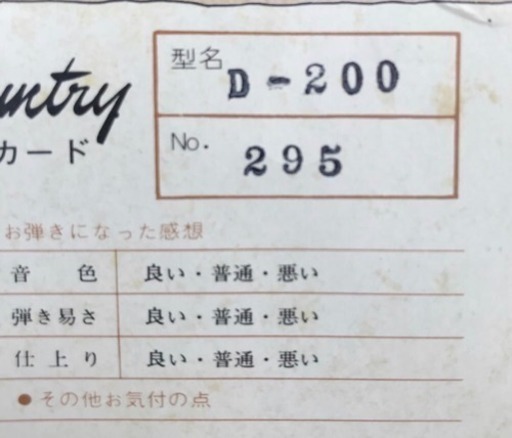 型名 D-200
カード
No. 295
お弾きになった感想
音色 良い・普通・悪い
弾き易さ 良い・普通・悪い
仕上り 良い・普通・悪い
●その他お気付の点